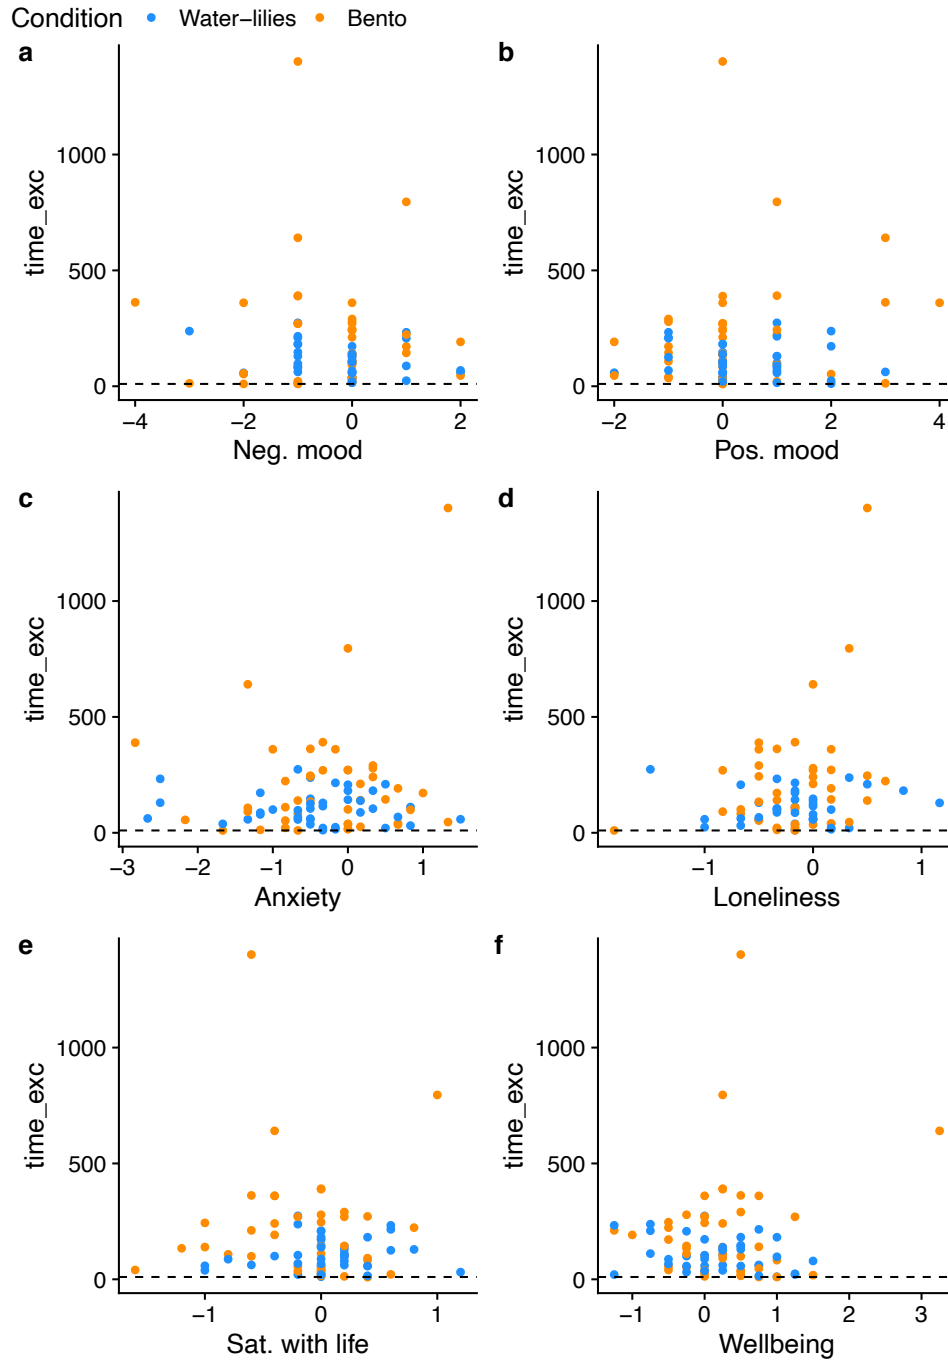 Condition Water-lilies Bento
a
1000
500
0
time_exc
-4 -2 0 2
Neg. mood
b
1000
500
0
time_exc
-2 0 2 4
Pos. mood
c
1000
500
0
time_exc
-3 -2 -1 0 1
Anxiety
d
1000
500
0
time_exc
-1 0 1
Loneliness
e
1000
500
0
time_exc
-1 0 1
Sat. with life
f
1000
500
0
time_exc
-1 0 1 2 3
Wellbeing